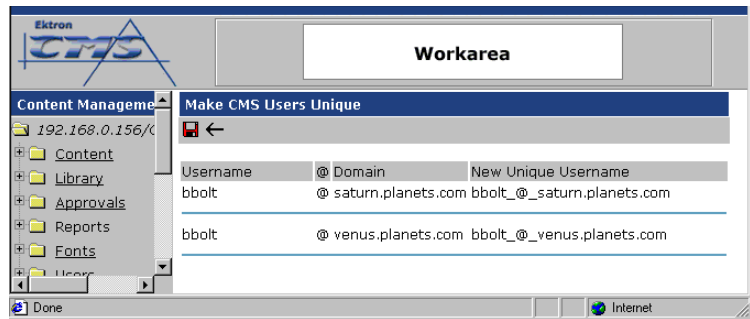 Ektron
CMS
Workarea
Content Manageme
Make CMS Users Unique
192.168.0.156/C
Content
Library
Approvals
Reports
Fonts
Users
Username @ Domain New Unique Username
bbolt @ saturn.planets.com bbolt_@_saturn.planets.com
bbolt @ venus.planets.com bbolt_@_venus.planets.com
Done
Internet